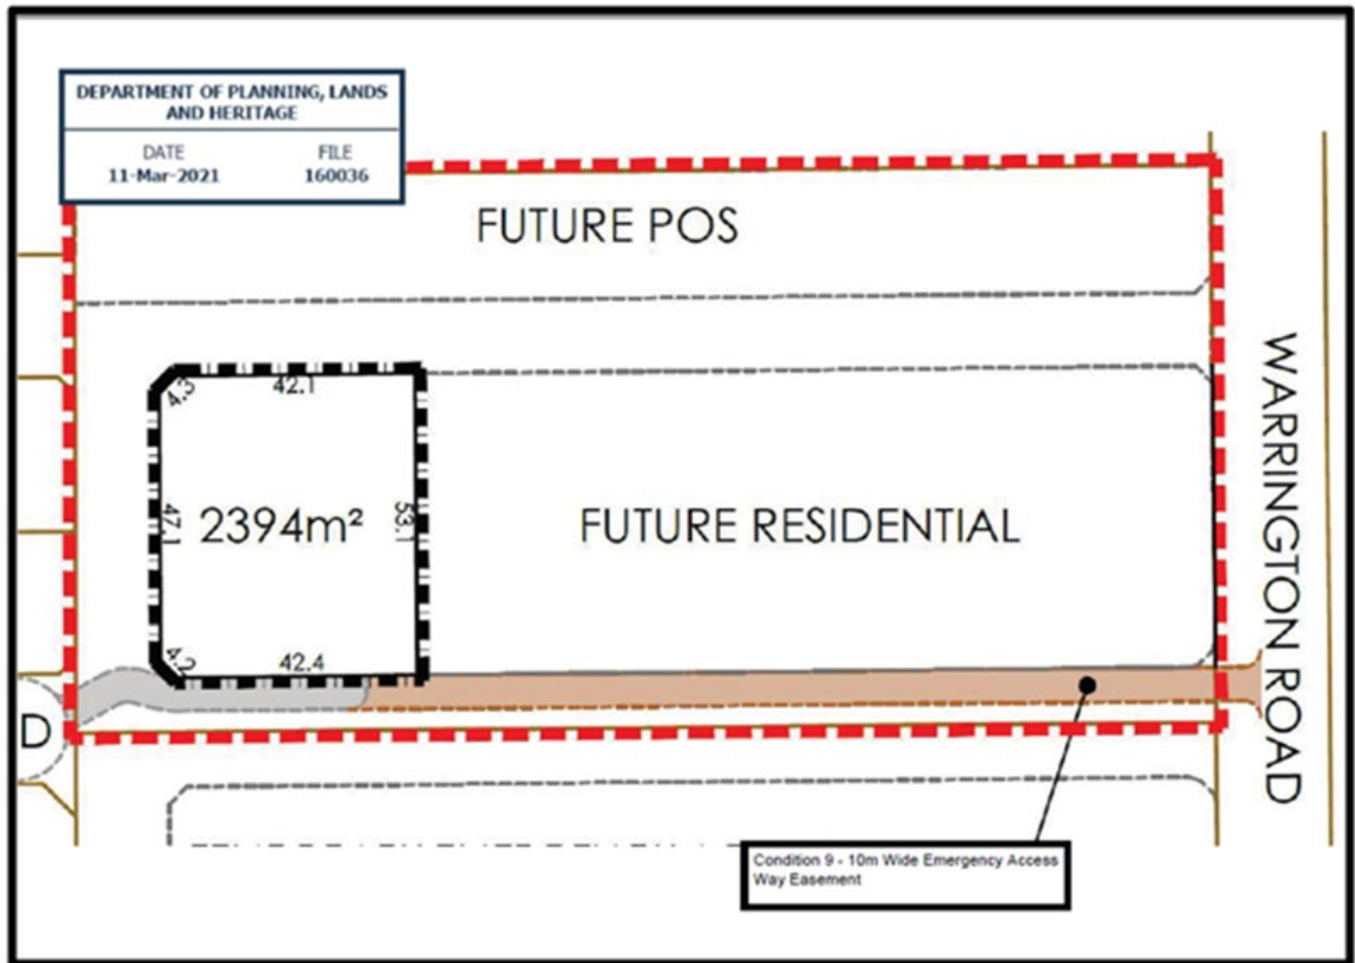 DEPARTMENT OF PLANNING, LANDS
AND HERITAGE
DATE
FILE
11-Mar-2021
160036
FUTURE POS
4.3
42.1
47.1
2394m²
53.1
FUTURE RESIDENTIAL
WARRINGTON ROAD
4.2
42.4
D
Condition 9 - 10m Wide Emergency Access
Way Easement